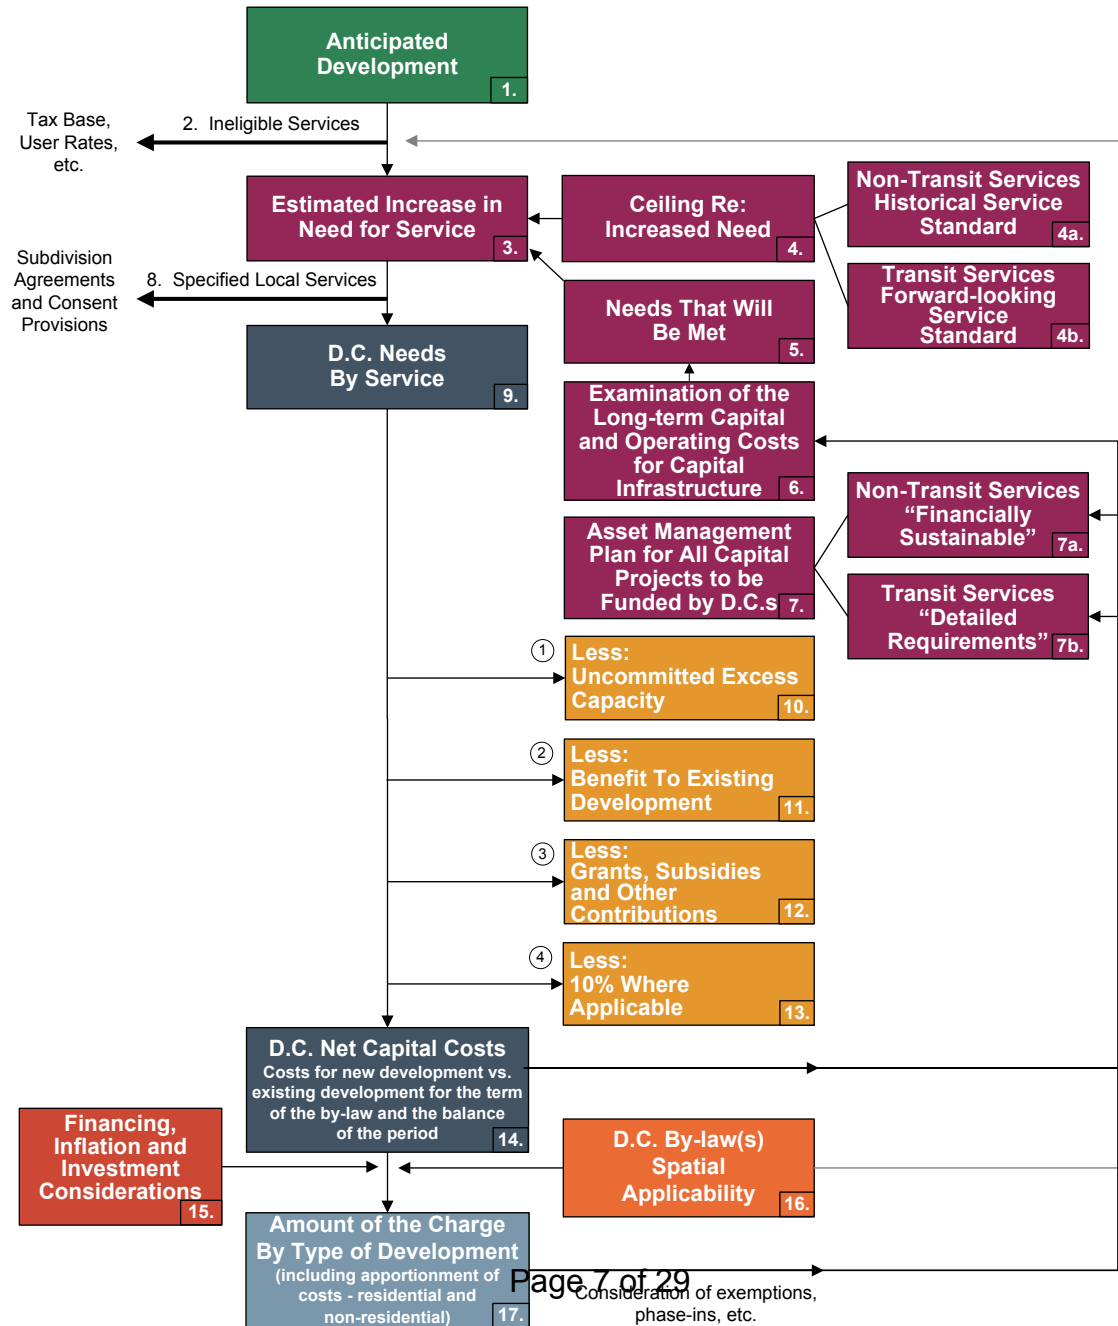 Anticipated
Development
1.
Tax Base,
User Rates,
etc.
2.  Ineligible Services
Estimated Increase in
Need for Service
3.
Ceiling Re:
Increased Need
4.
Non-Transit Services
Historical Service
Standard
4a.
Transit Services
Forward-looking
Service
Standard
4b.
Subdivision
Agreements
and Consent
Provisions
8.  Specified Local Services
Needs That Will
Be Met
5.
D.C. Needs
By Service
9.
Examination of the
Long-term Capital
and Operating Costs
for Capital
Infrastructure
6.
Non-Transit Services
“Financially
Sustainable”
7a.
Asset Management
Plan for All Capital
Projects to be
Funded by D.C.s
7.
Transit Services
“Detailed
Requirements”
7b.
1
Less:
Uncommitted Excess
Capacity
10.
2
Less:
Benefit To Existing
Development
11.
3
Less:
Grants, Subsidies
and Other
Contributions
12.
4
Less:
10% Where
Applicable
13.
D.C. Net Capital Costs
Costs for new development vs.
existing development for the term
of the by-law and the balance
of the period
14.
Financing,
Inflation and
Investment
Considerations
15.
D.C. By-law(s)
Spatial
Applicability
16.
Amount of the Charge
By Type of Development
(including apportionment of
costs - residential and
non-residential)
17.
Page 7 of 29
Consideration of exemptions,
phase-ins, etc.